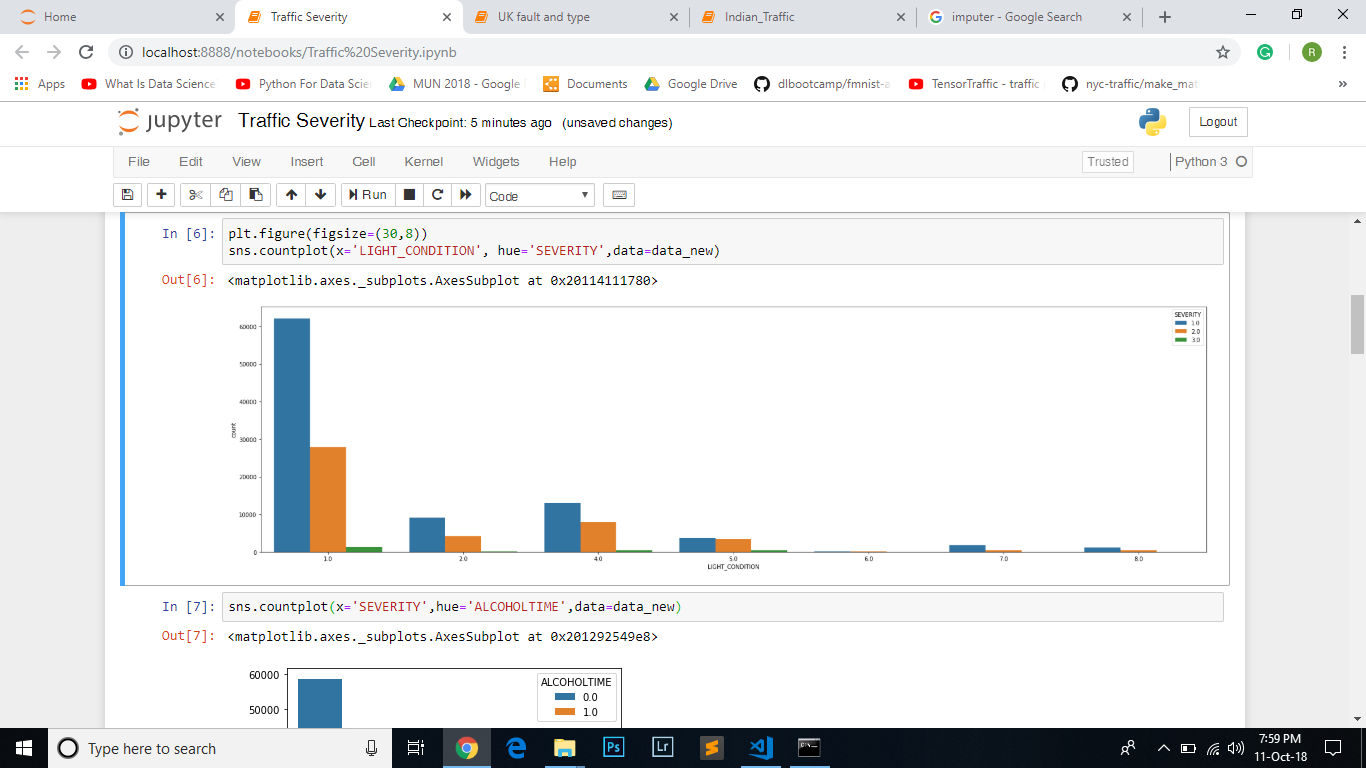 Home
Traffic Severity
UK fault and type
Indian_Traffic
imputer - Google Search
localhost:8888/notebooks/Traffic%20Severity.ipynb
R
Apps
What Is Data Science
Python For Data Scie
MUN 2018 - Google
Documents
Google Drive
dlbootcamp/fmnist-a
TensorTraffic - traffic
nyc-traffic/make_mat
»
jupyter Traffic Severity Last Checkpoint: 5 minutes ago (unsaved changes)
Logout
File Edit View Insert Cell Kernel Widgets Help
Trusted
Python 3
Run
Code
In [6]: plt.figure(figsize=(30,8))
sns.countplot(x='LIGHT_CONDITION', hue='SEVERITY',data=data_new)
Out[6]: <matplotlib.axes._subplots.AxesSubplot at 0x20114111780>
SEVERITY
1.0
2.0
3.0
60000
50000
40000
30000
20000
10000
0
count
1.0 2.0 4.0 5.0 6.0 7.0 8.0
LIGHT_CONDITION
In [7]: sns.countplot(x='SEVERITY',hue='ALCOHOLTIME',data=data_new)
Out[7]: <matplotlib.axes._subplots.AxesSubplot at 0x201292549e8>
60000
50000
ALCOHOLTIME
0.0
1.0
Type here to search
Ps
Lr
7:59 PM
11-Oct-18